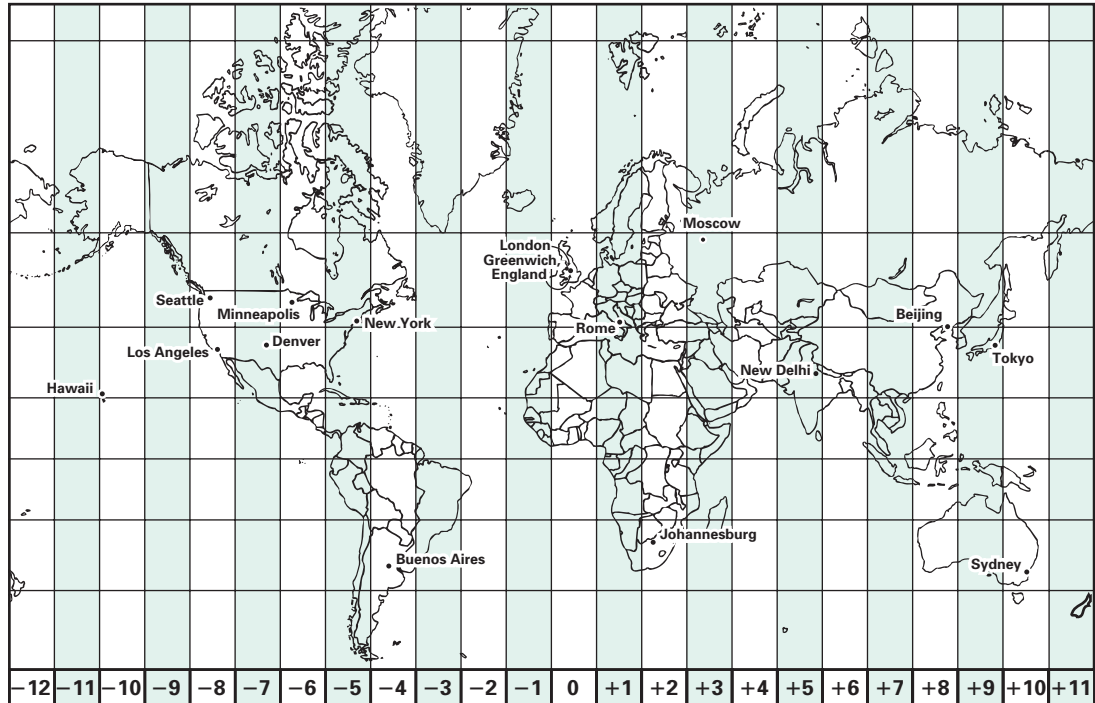 Moscow
London
Greenwich,
England
Seattle
Minneapolis
New York
Beijing
Rome
Denver
Los Angeles
Tokyo
New Delhi
Hawaii
Johannesburg
Buenos Aires
Sydney
−12 −11 −10 −9 −8 −7 −6 −5 −4 −3 −2 −1 0 +1 +2 +3 +4 +5 +6 +7 +8 +9 +10 +11